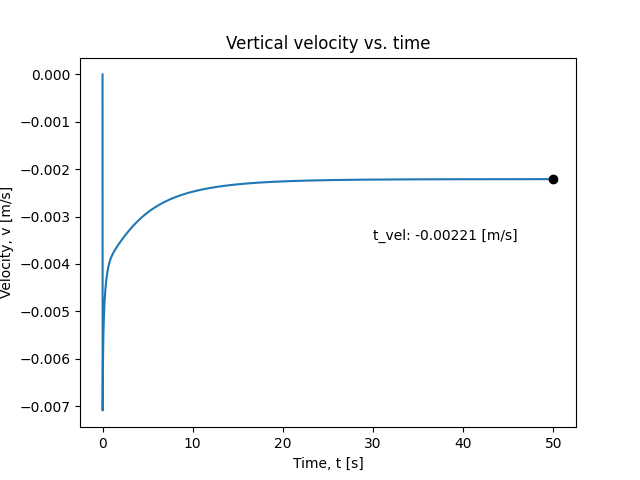 Vertical velocity vs. time
0.000
−0.001
−0.002
−0.003
−0.004
−0.005
−0.006
−0.007
Velocity, v [m/s]
t_vel: -0.00221 [m/s]
0 10 20 30 40 50
Time, t [s]